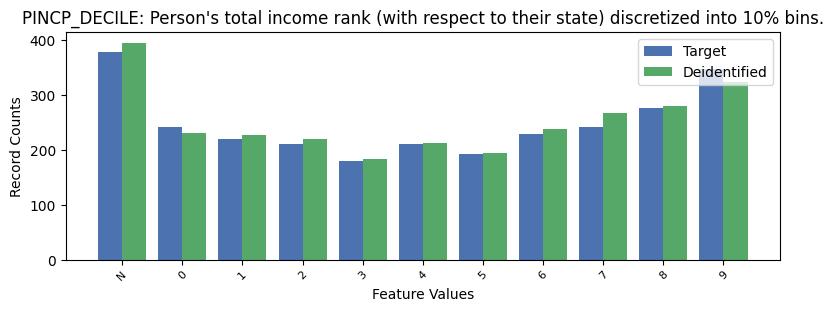 PINCP_DECILE: Person's total income rank (with respect to their state) discretized into 10% bins.
400
300
200
100
0
Record Counts
Target
Deidentified
N 0 1 2 3 4 5 6 7 8 9
Feature Values